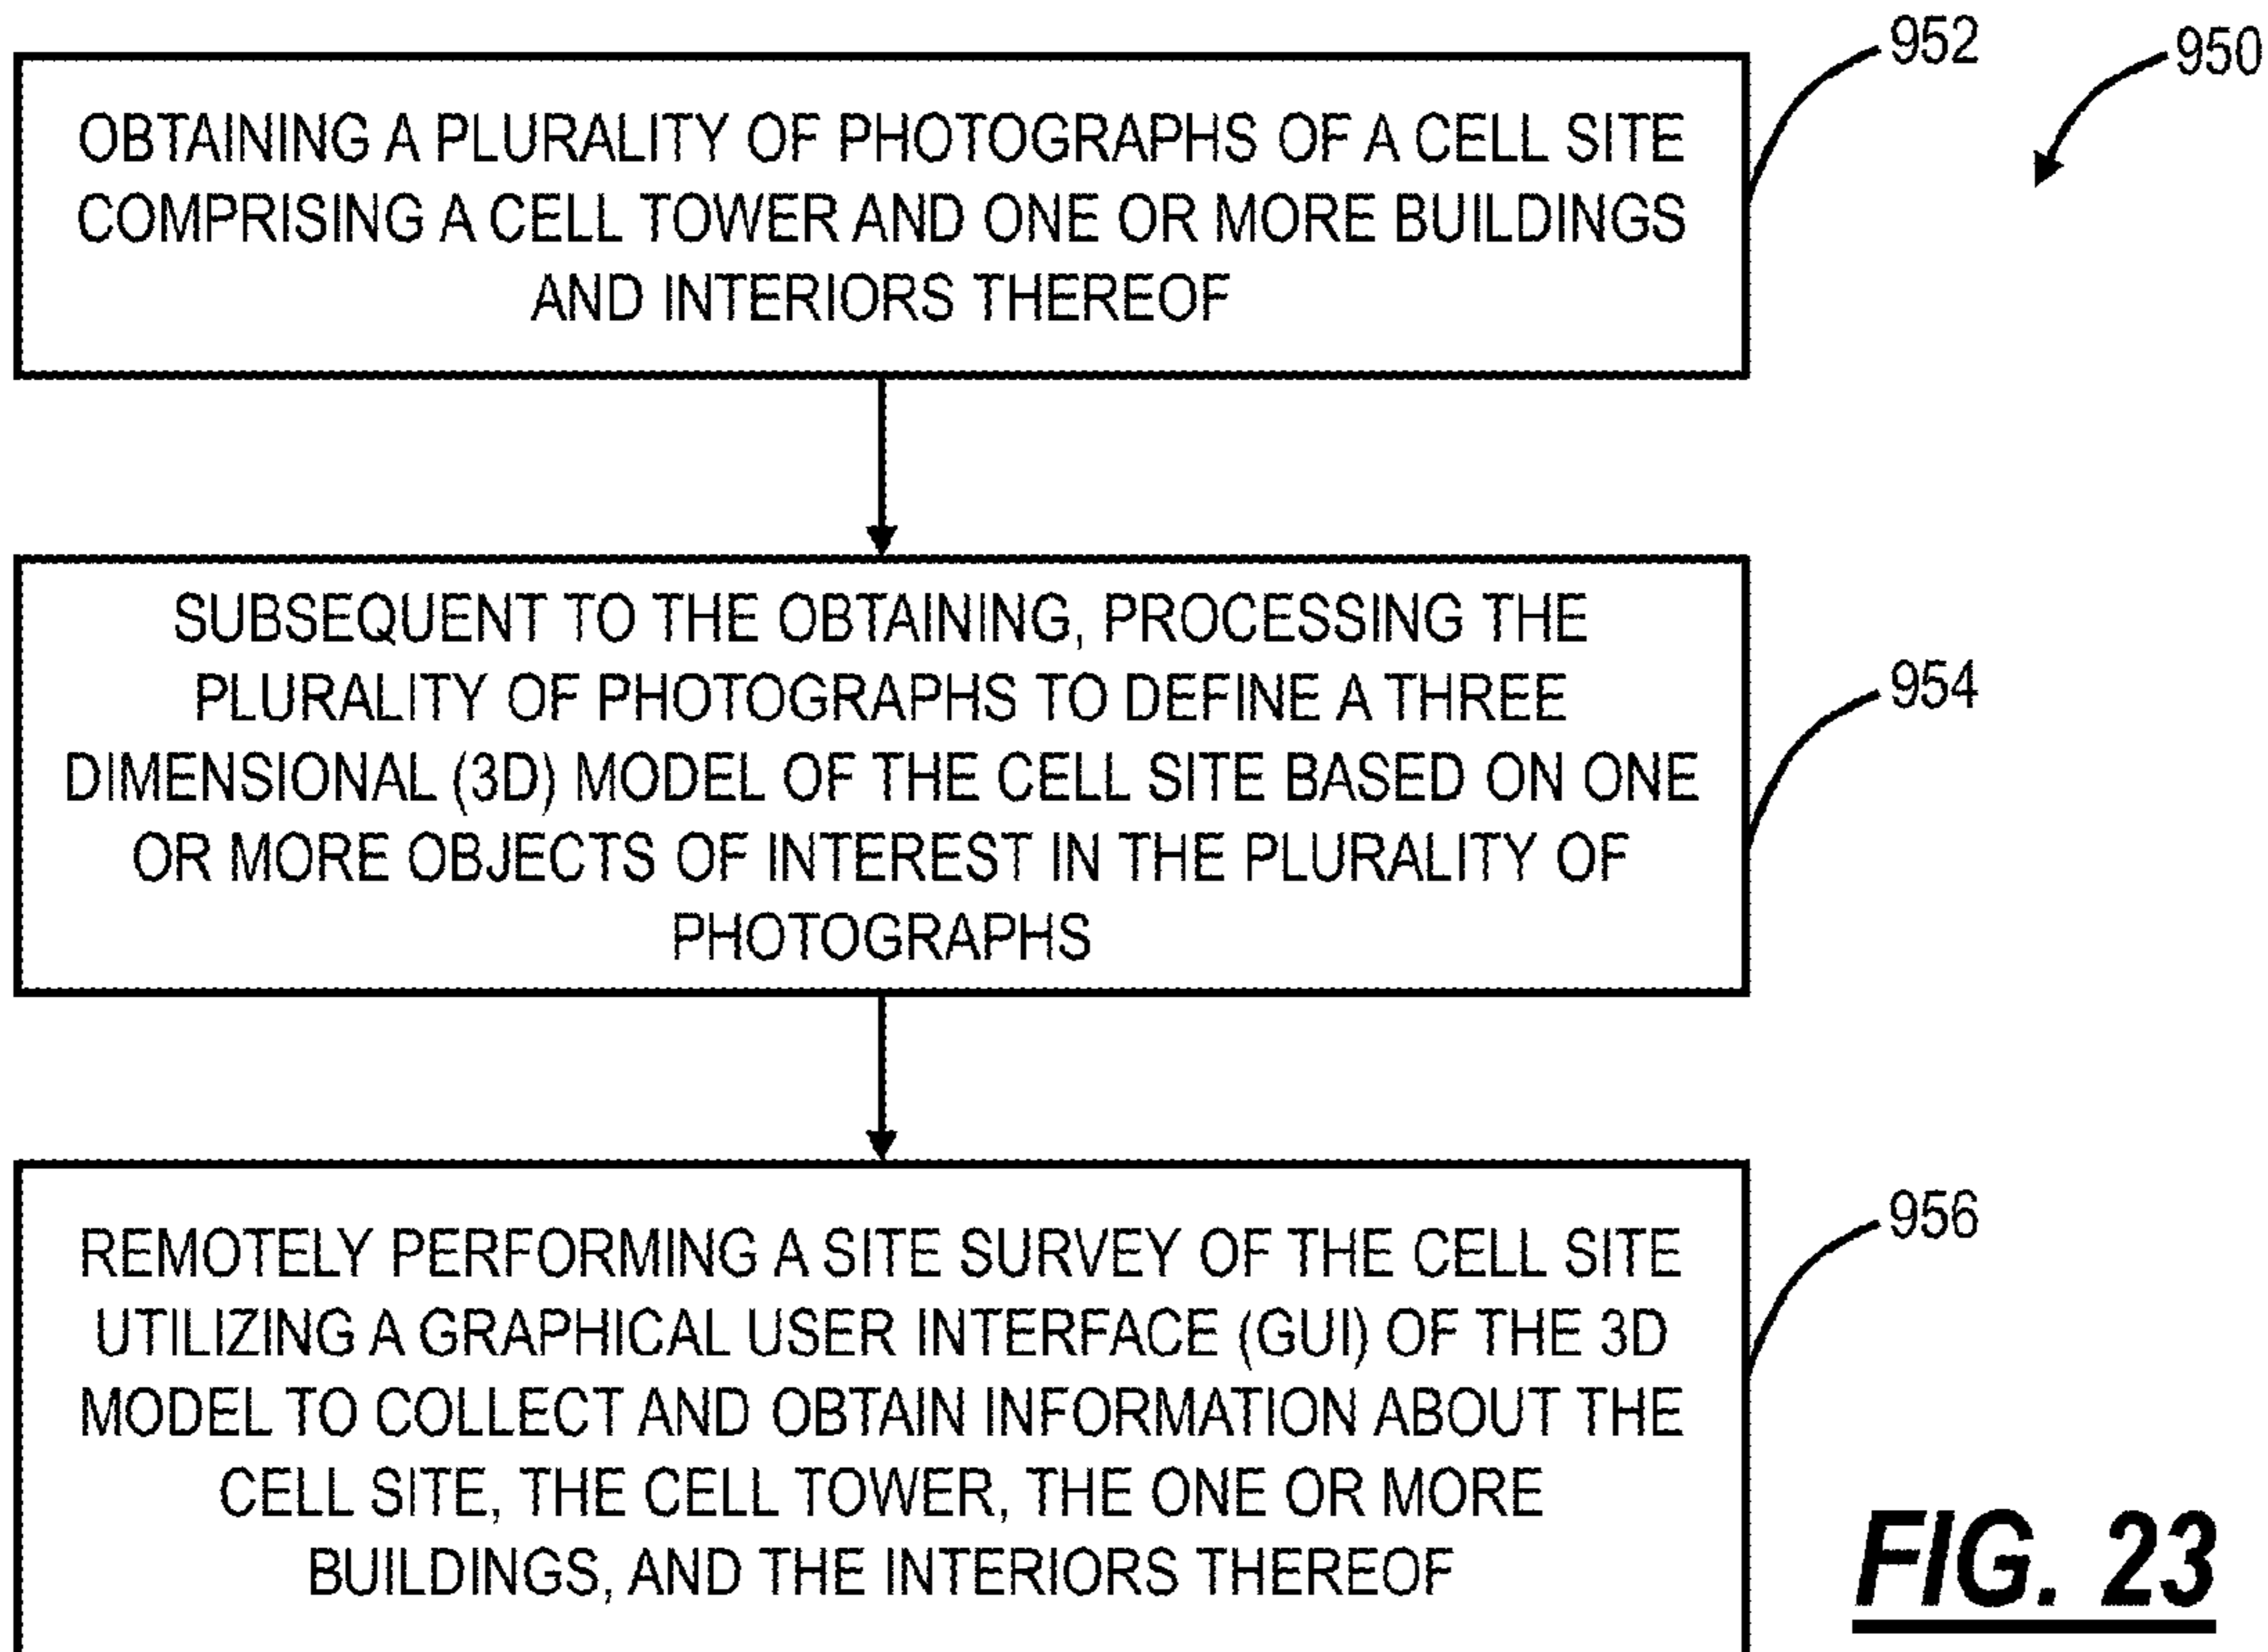 952
950
OBTAINING A PLURALITY OF PHOTOGRAPHS OF A CELL SITE
COMPRISING A CELL TOWER AND ONE OR MORE BUILDINGS
AND INTERIORS THEREOF
SUBSEQUENT TO THE OBTAINING, PROCESSING THE
PLURALITY OF PHOTOGRAPHS TO DEFINE A THREE
DIMENSIONAL (3D) MODEL OF THE CELL SITE BASED ON ONE
OR MORE OBJECTS OF INTEREST IN THE PLURALITY OF
PHOTOGRAPHS
954
REMOTELY PERFORMING A SITE SURVEY OF THE CELL SITE
UTILIZING A GRAPHICAL USER INTERFACE (GUI) OF THE 3D
MODEL TO COLLECT AND OBTAIN INFORMATION ABOUT THE
CELL SITE, THE CELL TOWER, THE ONE OR MORE
BUILDINGS, AND THE INTERIORS THEREOF
956
FIG. 23